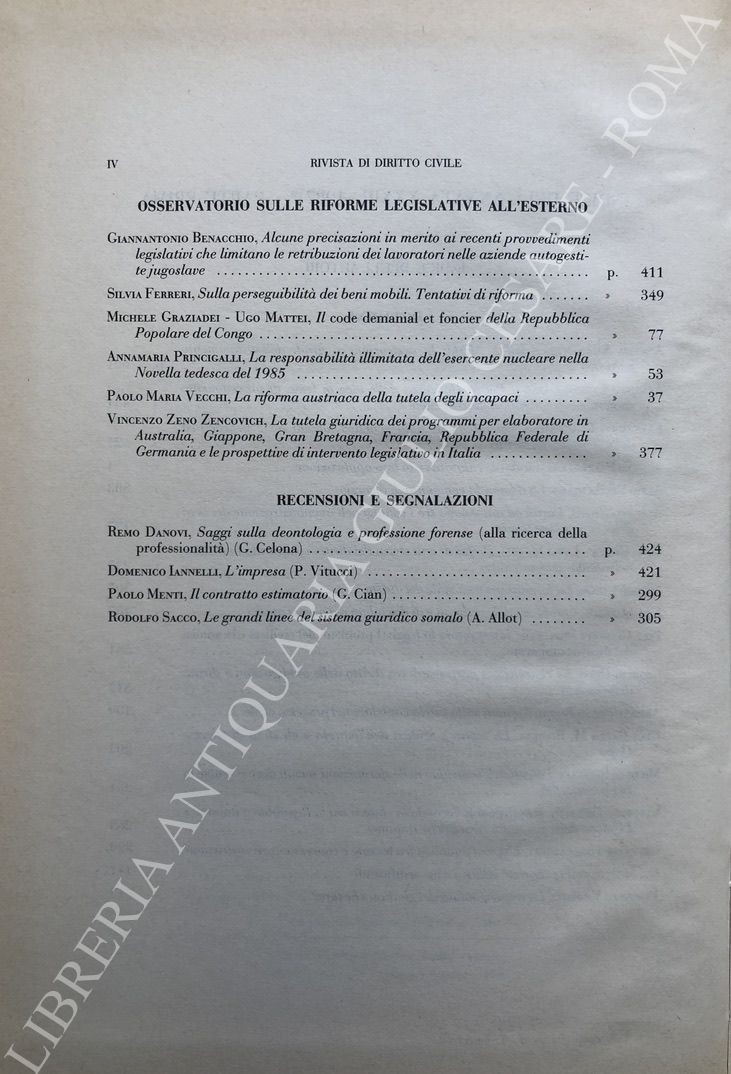 IV RIVISTA DI DIRITTO CIVILE
OSSERVATORIO SULLE RIFORME LEGISLATIVE ALL'ESTERNO
GIANNANTONIO BENACCHIO, Alcune precisazioni in merito ai recenti provvedimenti
legislativi che limitano le retribuzioni dei lavoratori nelle aziende autogesti-
te jugoslave ........................................ p. 411
SILVIA FERRERI, Sulla perseguibilità dei beni mobili. Tentativi di riforma ....... » 349
MICHELE GRAZIADEI - UGO MATTEI, Il code demanial et foncier della Repubblica
Popolare del Congo ........................................ » 77
ANNAMARIA PRINCIGALLI, La responsabilità illimitata dell'esercente nucleare nella
Novella tedesca del 1985 ........................................ » 53
PAOLO MARIA VECCHI, La riforma austriaca della tutela degli incapaci ......... » 37
VINCENZO ZENO ZENCOVICH, La tutela giuridica dei programmi per elaboratore in
Australia, Giappone, Gran Bretagna, Francia, Repubblica Federale di
Germania e le prospettive di intervento legislativo in Italia .............. » 377
RECENSIONI E SEGNALAZIONI
REMO DANOVI, Saggi sulla deontologia e professione forense (alla ricerca della
professionalità) (G. Celona) ........................................ p. 424
DOMENICO IANNELLI, L'impresa (P. Vitucci) ................................ » 421
PAOLO MENTI, Il contratto estimatorio (G. Cian) ............................ » 299
RODOLFO SACCO, Le grandi linee del sistema giuridico somalo (A. Allot) ........ » 305
LIBRERIA ANTIQUARIA GIULIO CESARE - ROMA